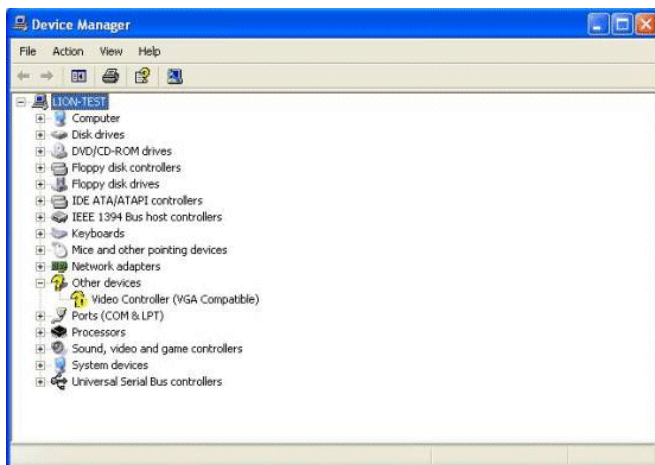 Device Manager
File Action View Help
LION-TEST
Computer
Disk drives
DVD/CD-ROM drives
Floppy disk controllers
Floppy disk drives
IDE ATA/ATAPI controllers
IEEE 1394 Bus host controllers
Keyboards
Mice and other pointing devices
Network adapters
Other devices
Video Controller (VGA Compatible)
Ports (COM & LPT)
Processors
Sound, video and game controllers
System devices
Universal Serial Bus controllers